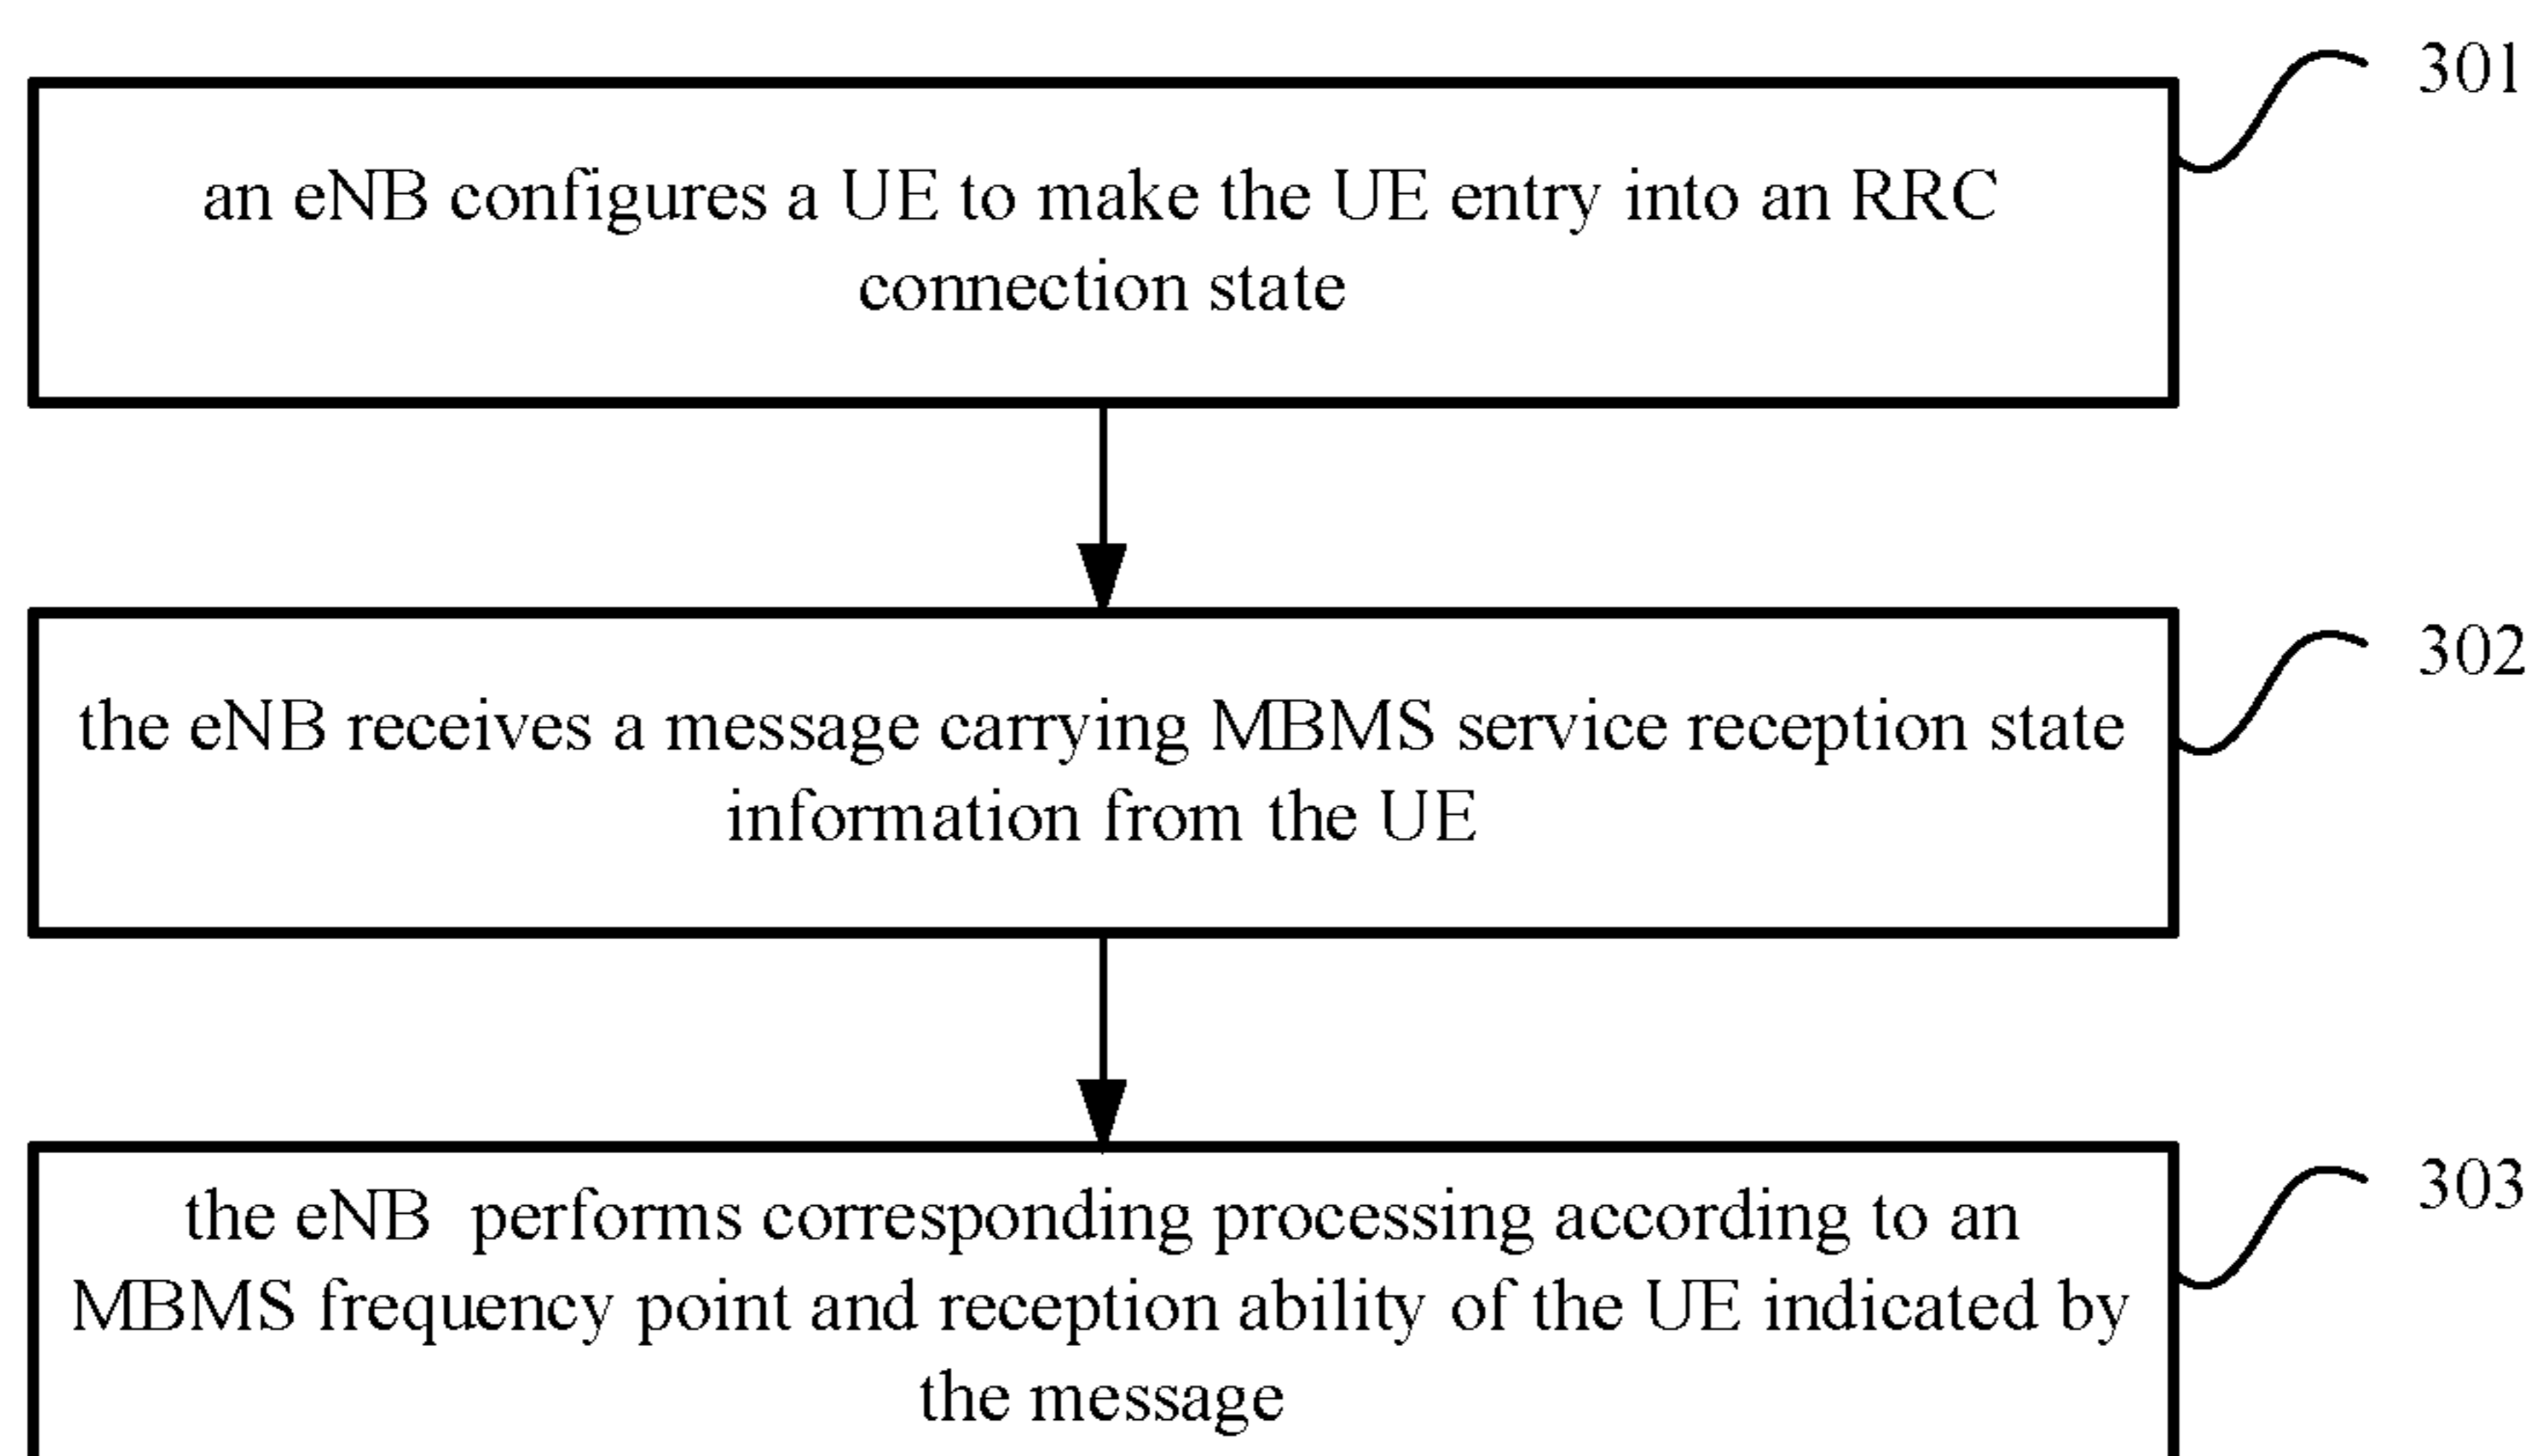 301
an eNB configures a UE to make the UE entry into an RRC
connection state
302
the eNB receives a message carrying MBMS service reception state
information from the UE
303
the eNB  performs corresponding processing according to an
MBMS frequency point and reception ability of the UE indicated by
the message